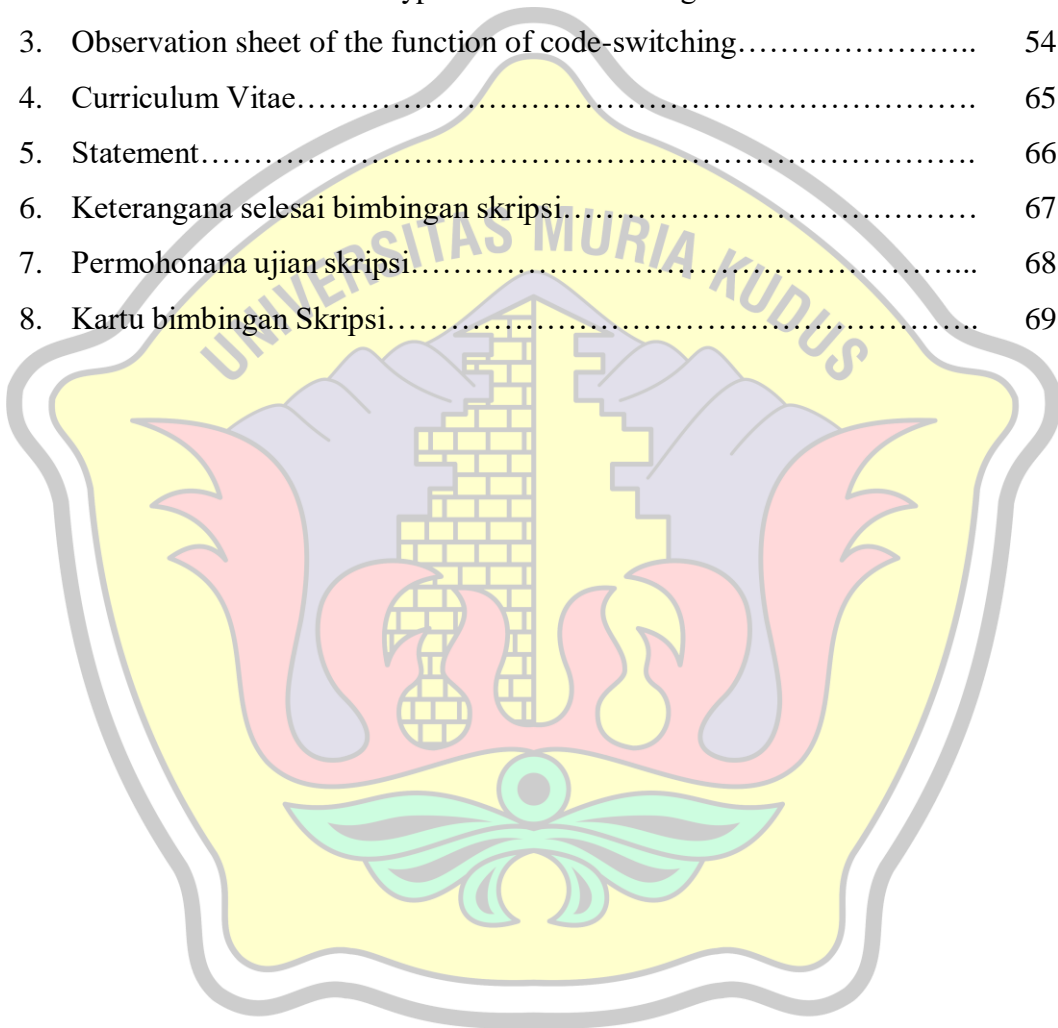 3. Observation sheet of the function of code-switching………………….. 54
4. Curriculum Vitae………………………………………………………. 65
5. Statement………………………………………………………………. 66
6. Keterangana selesai bimbingan skripsi………………………………… 67
7. Permohonana ujian skripsi……………………………………………... 68
8. Kartu bimbingan Skripsi……………………………………………….. 69
UNIVERSITAS MURIA KUDUS